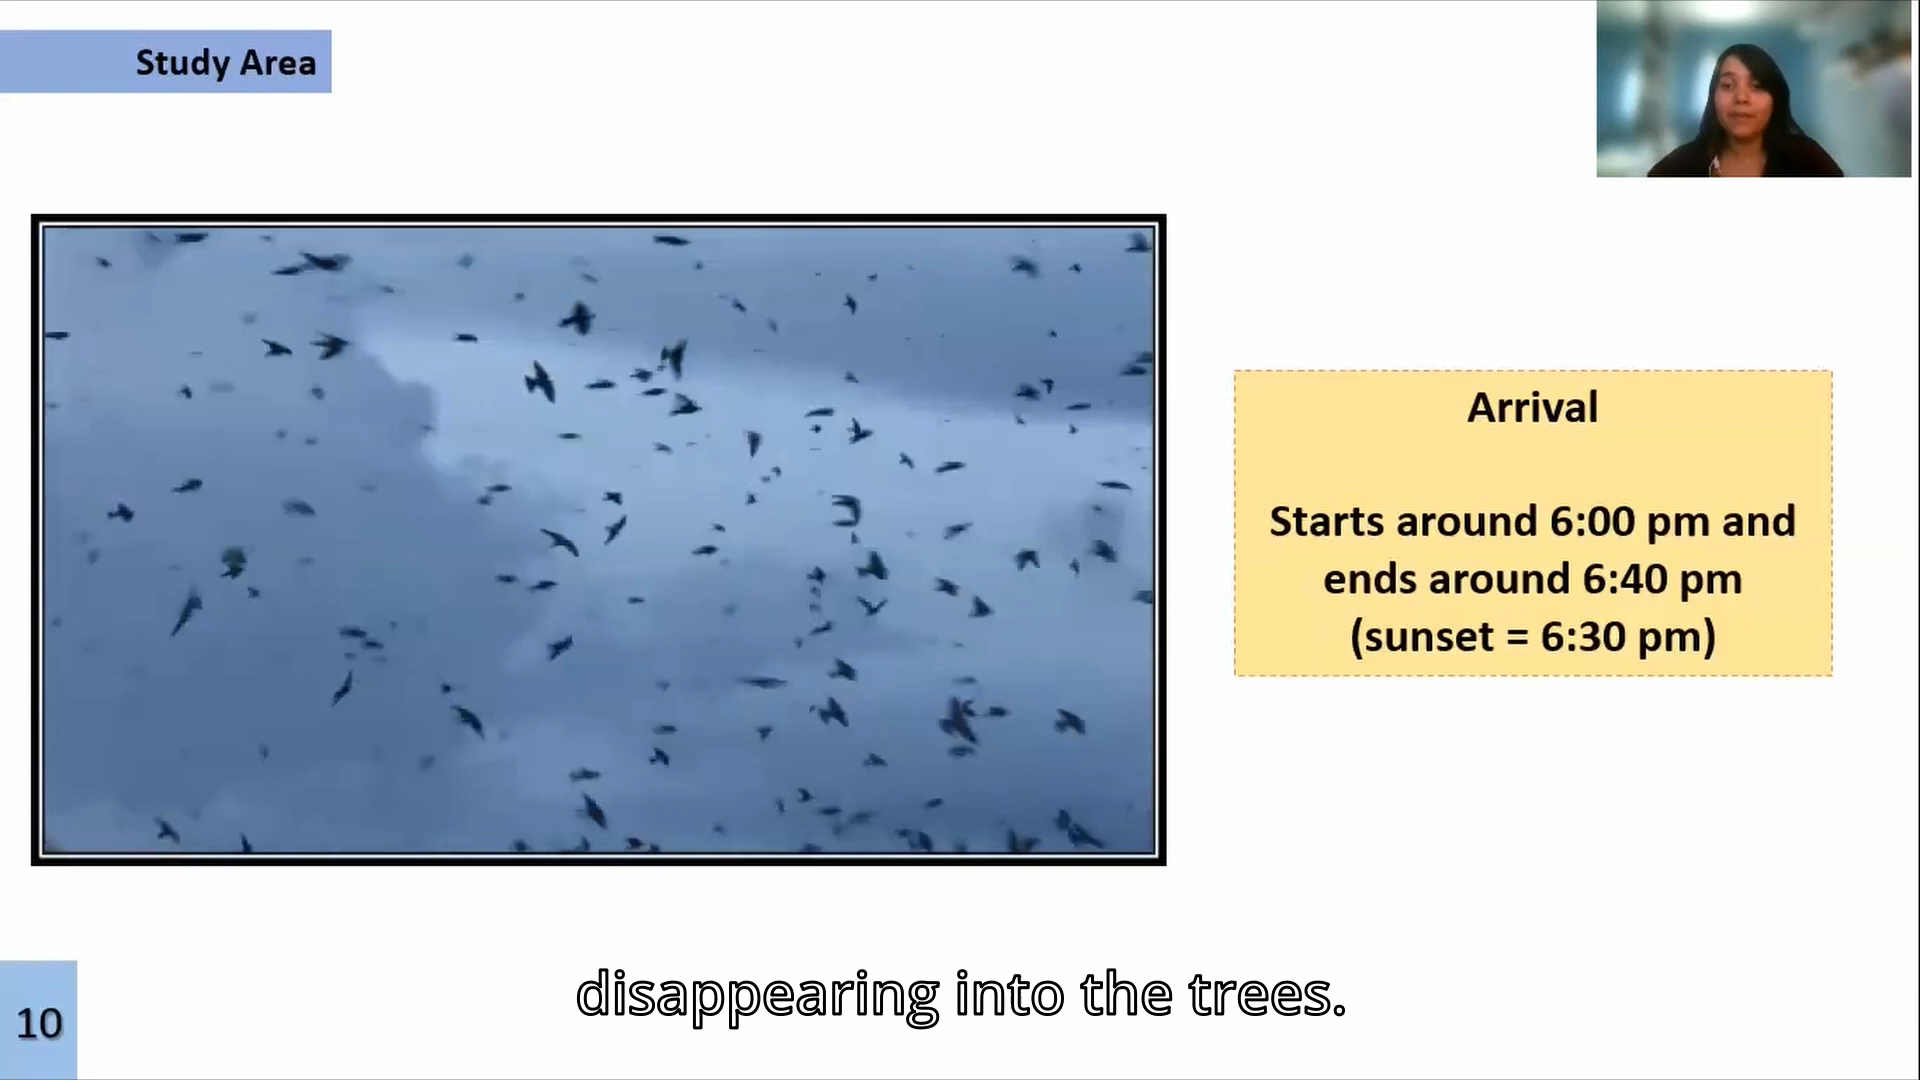 Study Area
Arrival
Starts around 6:00 pm and
ends around 6:40 pm
(sunset = 6:30 pm)
disappearing into the trees.
10